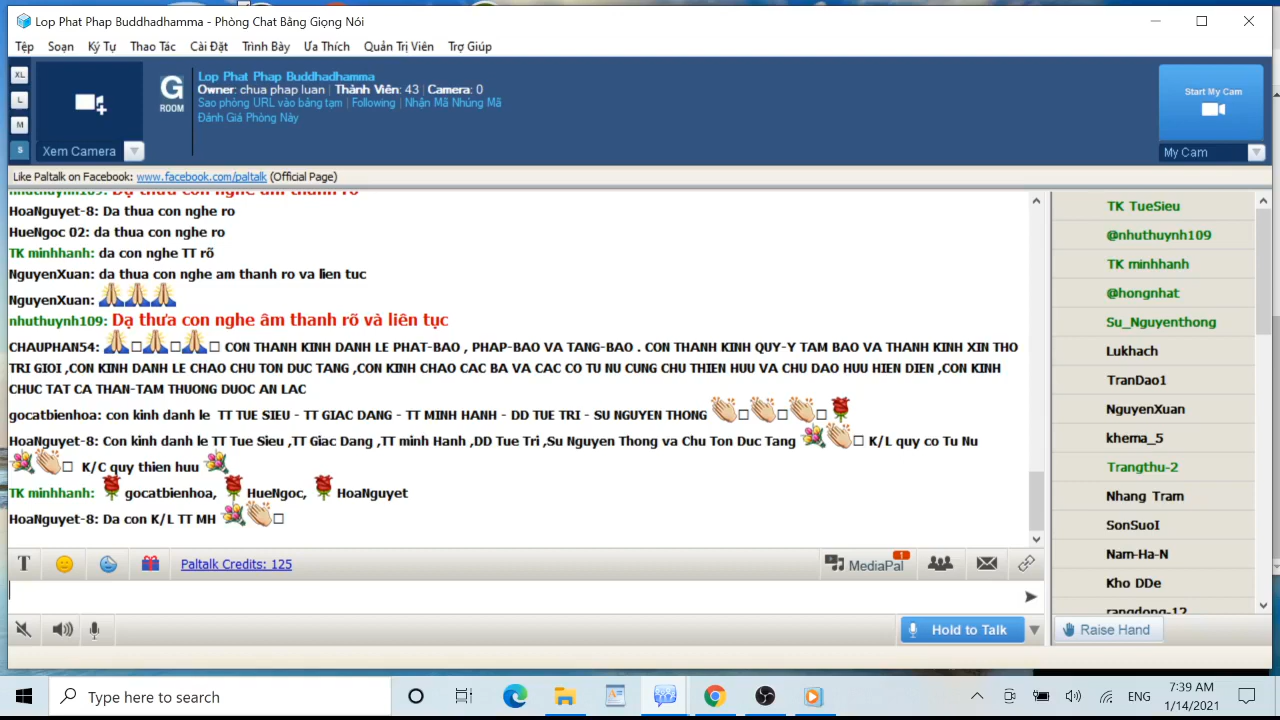 Lop Phat Phap Buddhadhamma - Phòng Chat Bằng Giọng Nói
Tệp Soạn Ký Tự Thao Tác Cài Đặt Trình Bày Ưa Thích Quản Trị Viên Trợ Giúp
XL
L
M
S
Xem Camera
G
ROOM
Lop Phat Phap Buddhadhamma
Owner: chua phap luan | Thành Viên: 43 | Camera: 0
Sao phòng URL vào bảng tạm | Following | Nhận Mã Nhúng Mã
Đánh Giá Phòng Này
Start My Cam
My Cam
Like Paltalk on Facebook: www.facebook.com/paltalk (Official Page)
nhuthuynh109: Dạ thưa con nghe âm thanh rõ
HoaNguyet-8: Da thua con nghe ro
HueNgoc 02: da thua con nghe ro
TK minhhanh: da con nghe TT rõ
NguyenXuan: da thua con nghe am thanh ro va lien tuc
NguyenXuan:
nhuthuynh109: Dạ thưa con nghe âm thanh rõ và liên tục
CHAUPHAN54: CON THANH KINH DANH LE PHAT-BAO , PHAP-BAO VA TANG-BAO . CON THANH KINH QUY-Y TAM BAO VA THANH KINH XIN THO
TRI GIOI ,CON KINH DANH LE CHAO CHU TON DUC TANG ,CON KINH CHAO CAC BA VA CAC CO TU NU CUNG CHU THIEN HUU VA CHU DAO HUU HIEN DIEN ,CON KINH
CHUC TAT CA THAN-TAM THUONG DUOC AN LAC
gocatbienhoa: con kinh danh le TT TUE SIEU - TT GIAC DANG - TT MINH HANH - DD TUE TRI - SU NGUYEN THONG
HoaNguyet-8: Con kinh danh le TT Tue Sieu ,TT Giac Dang ,TT minh Hanh ,DD Tue Tri ,Su Nguyen Thong va Chu Ton Duc Tang K/L quy co Tu Nu
K/C quy thien huu
TK minhhanh: gocatbienhoa, HueNgoc, HoaNguyet
HoaNguyet-8: Da con K/L TT MH
T Paltalk Credits: 125 MediaPal 1
Hold to Talk
TK TueSieu
@nhuthuynh109
TK minhhanh
@hongnhat
Su_Nguyenthong
Lukhach
TranDao1
NguyenXuan
khema_5
Trangthu-2
Nhang Tram
SonSuoI
Nam-Ha-N
Kho DDe
rangdong-12
Raise Hand
Type here to search
ENG
7:39 AM
1/14/2021